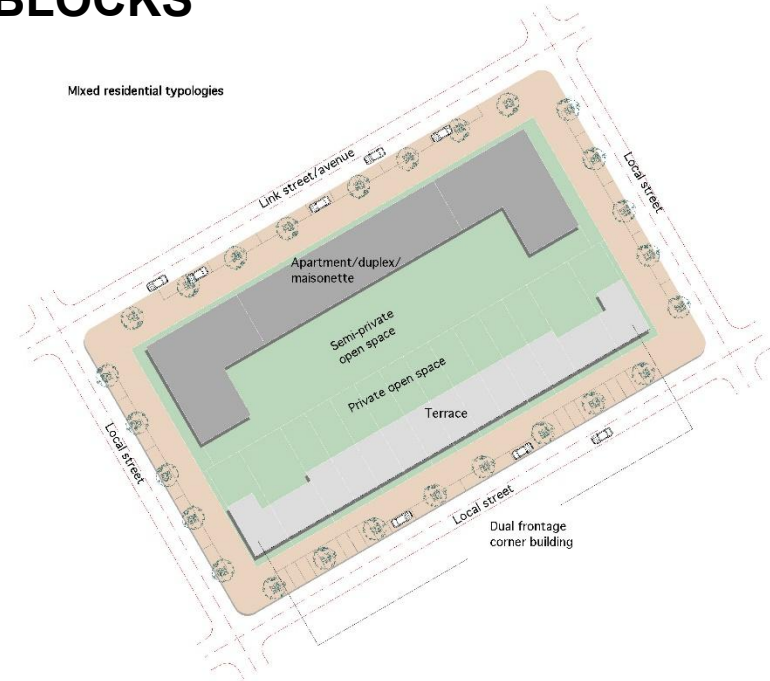 BLOCKS
Mixed residential typologies
Link street/avenue
Local street
Apartment/duplex/
maisonette
Semi-private
open space
Private open space
Terrace
Local street
Local street
Dual frontage
corner building